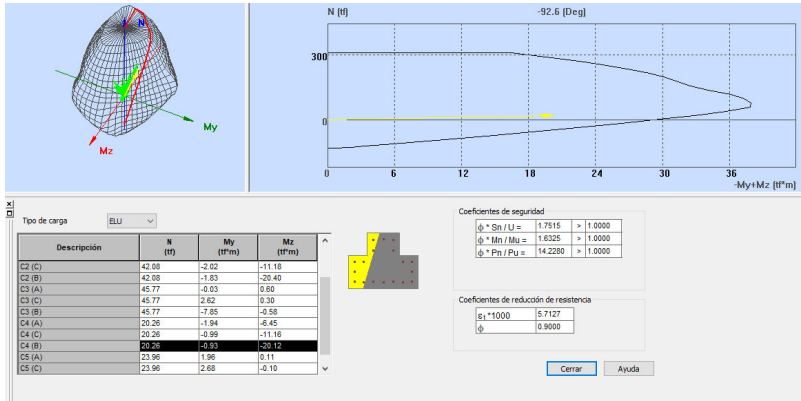 N
My
Mz
N (tf)
-92.6 (Deg)
300
0
0 6 12 18 24 30 36
-My+Mz (tf*m)
Tipo de carga ELU
Descripción N (tf) My (tf*m) Mz (tf*m)
C2 (C) 42.08 -2.02 -11.18
C2 (B) 42.08 -1.83 -20.40
C3 (A) 45.77 -0.03 0.60
C3 (C) 45.77 2.62 0.30
C3 (B) 45.77 -7.85 -0.58
C4 (A) 20.26 -1.94 -6.45
C4 (C) 20.26 -0.99 -11.16
C4 (B) 20.26 -0.93 -20.12
C5 (A) 23.96 1.96 0.11
C5 (C) 23.96 2.68 -0.10
Coeficientes de seguridad
ϕ * Sn / U = 1.7515 > 1.0000
ϕ * Mn / Mu = 1.6325 > 1.0000
ϕ * Pn / Pu = 14.2280 > 1.0000
Coeficientes de reducción de resistencia
ε1*1000 5.7127
ϕ 0.9000
Cerrar Ayuda